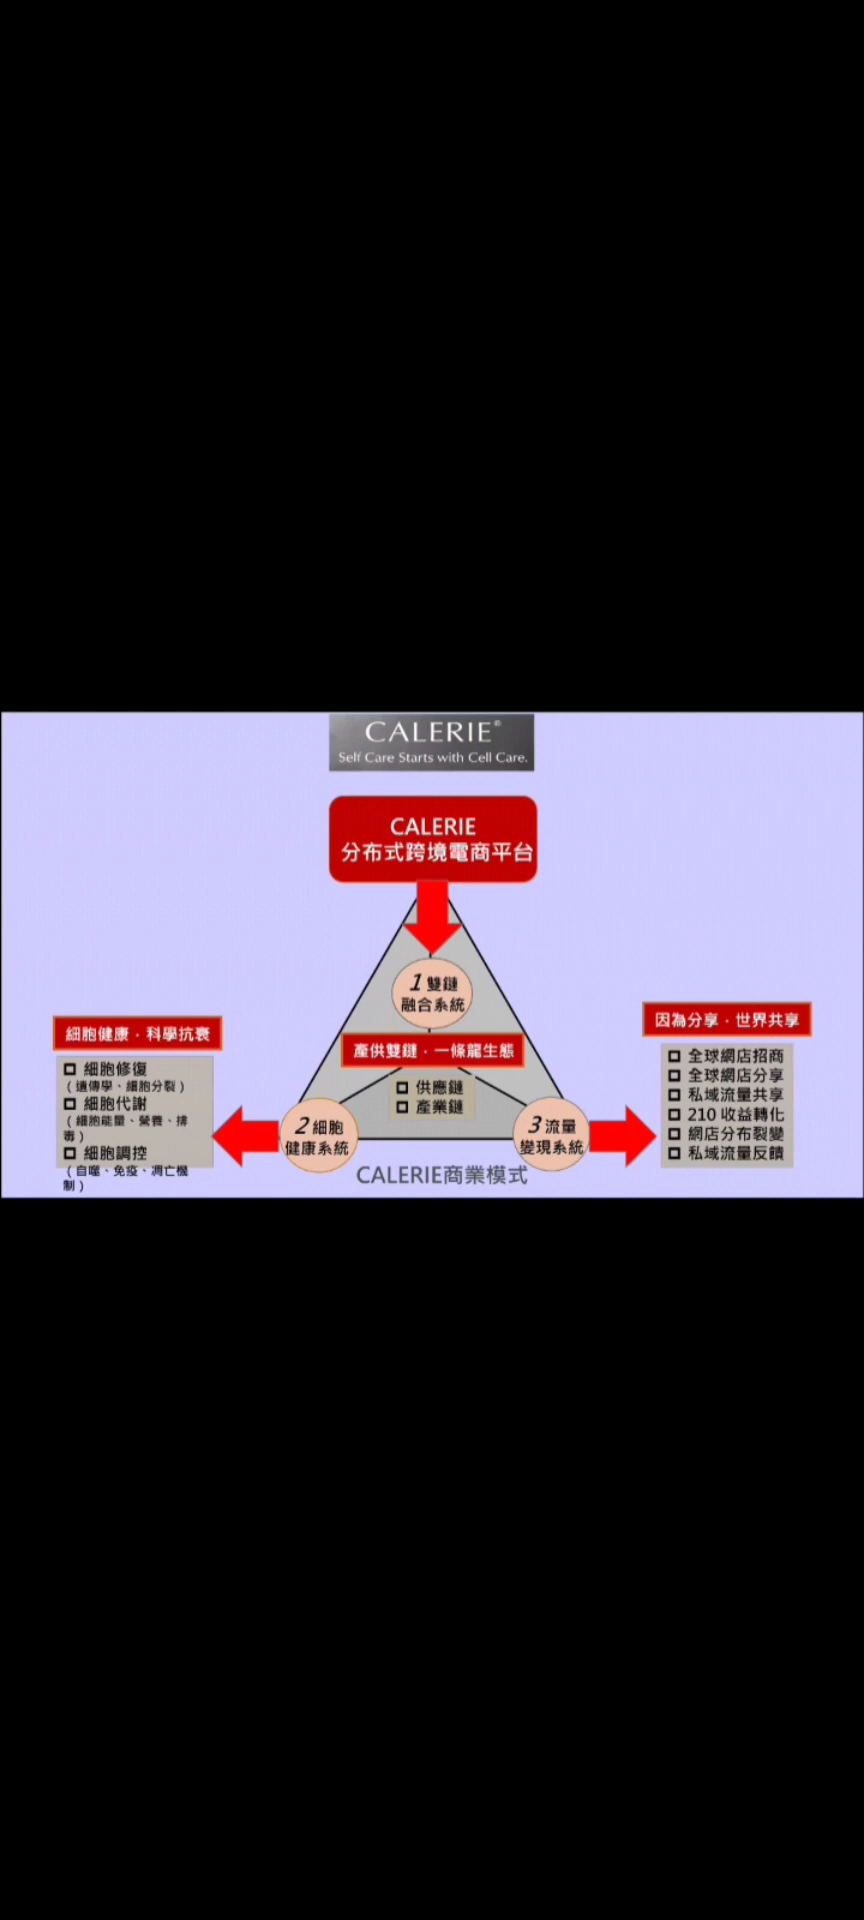 CALERIE®
Self Care Starts with Cell Care.
CALERIE
分布式跨境電商平台
1 雙鏈
融合系統
產供雙鏈．一條龍生態
供應鏈
產業鏈
細胞健康．科學抗衰
細胞修復
（遺傳學、細胞分裂）
細胞代謝
（細胞能量、營養、排
毒）
細胞調控
（自噬、免疫、凋亡機
制）
2 細胞
健康系統
3 流量
變現系統
因為分享．世界共享
全球網店招商
全球網店分享
私域流量共享
210 收益轉化
網店分布裂變
私域流量反饋
CALERIE商業模式